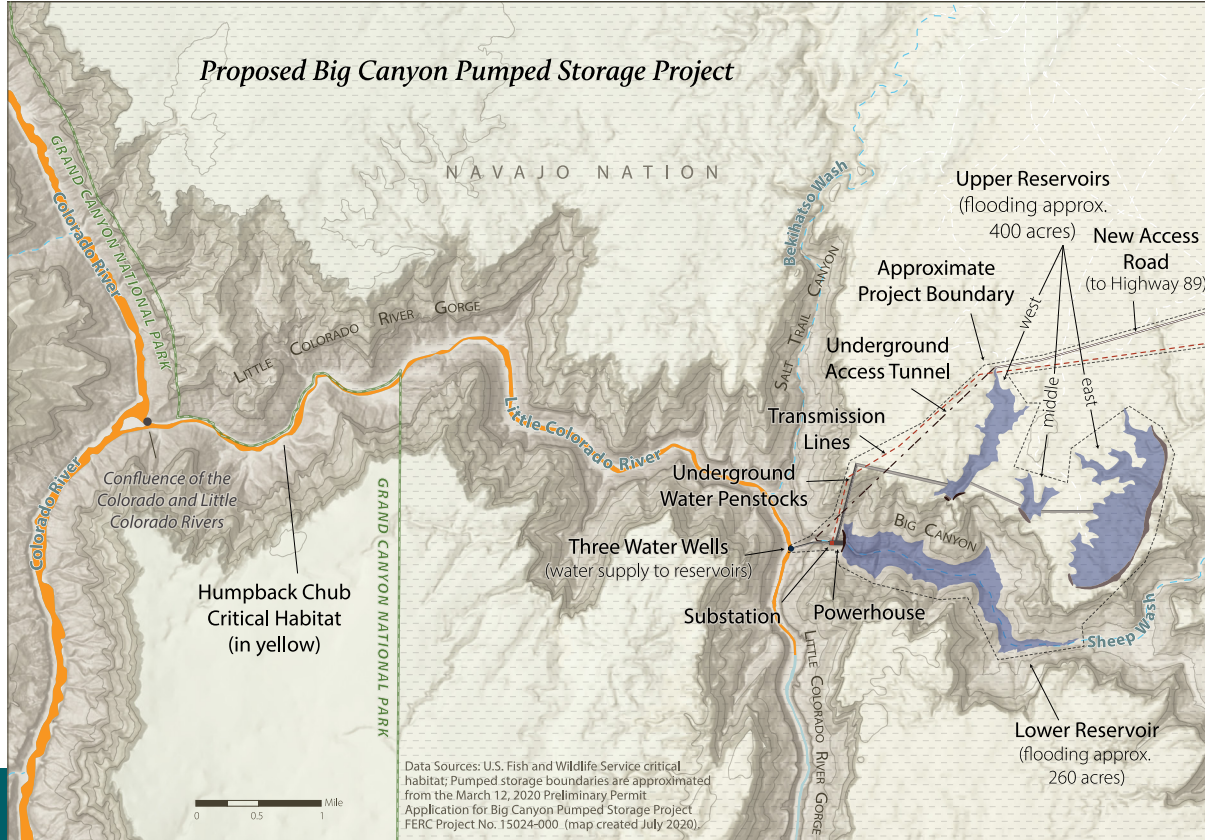 Proposed Big Canyon Pumped Storage Project
NAVAJO NATION
GRAND CANYON NATIONAL PARK
Colorado River
LITTLE COLORADO RIVER GORGE
Bekihatso Wash
SALT TRAIL CANYON
Upper Reservoirs
(flooding approx.
400 acres)
New Access
Road
(to Highway 89)
Approximate
Project Boundary
west
middle
east
Underground
Access Tunnel
Transmission
Lines
Little Colorado River
Underground
Water Penstocks
Confluence of the
Colorado and Little
Colorado Rivers
Colorado River
GRAND CANYON NATIONAL PARK
BIG CANYON
Three Water Wells
(water supply to reservoirs)
Humpback Chub
Critical Habitat
(in yellow)
Substation
Powerhouse
Sheep Wash
LITTLE COLORADO RIVER GORGE
Lower Reservoir
(flooding approx.
260 acres)
Data Sources: U.S. Fish and Wildlife Service critical
habitat; Pumped storage boundaries are approximated
from the March 12, 2020 Preliminary Permit
Application for Big Canyon Pumped Storage Project
FERC Project No. 15024-000 (map created July 2020).
Mile
0 0.5 1